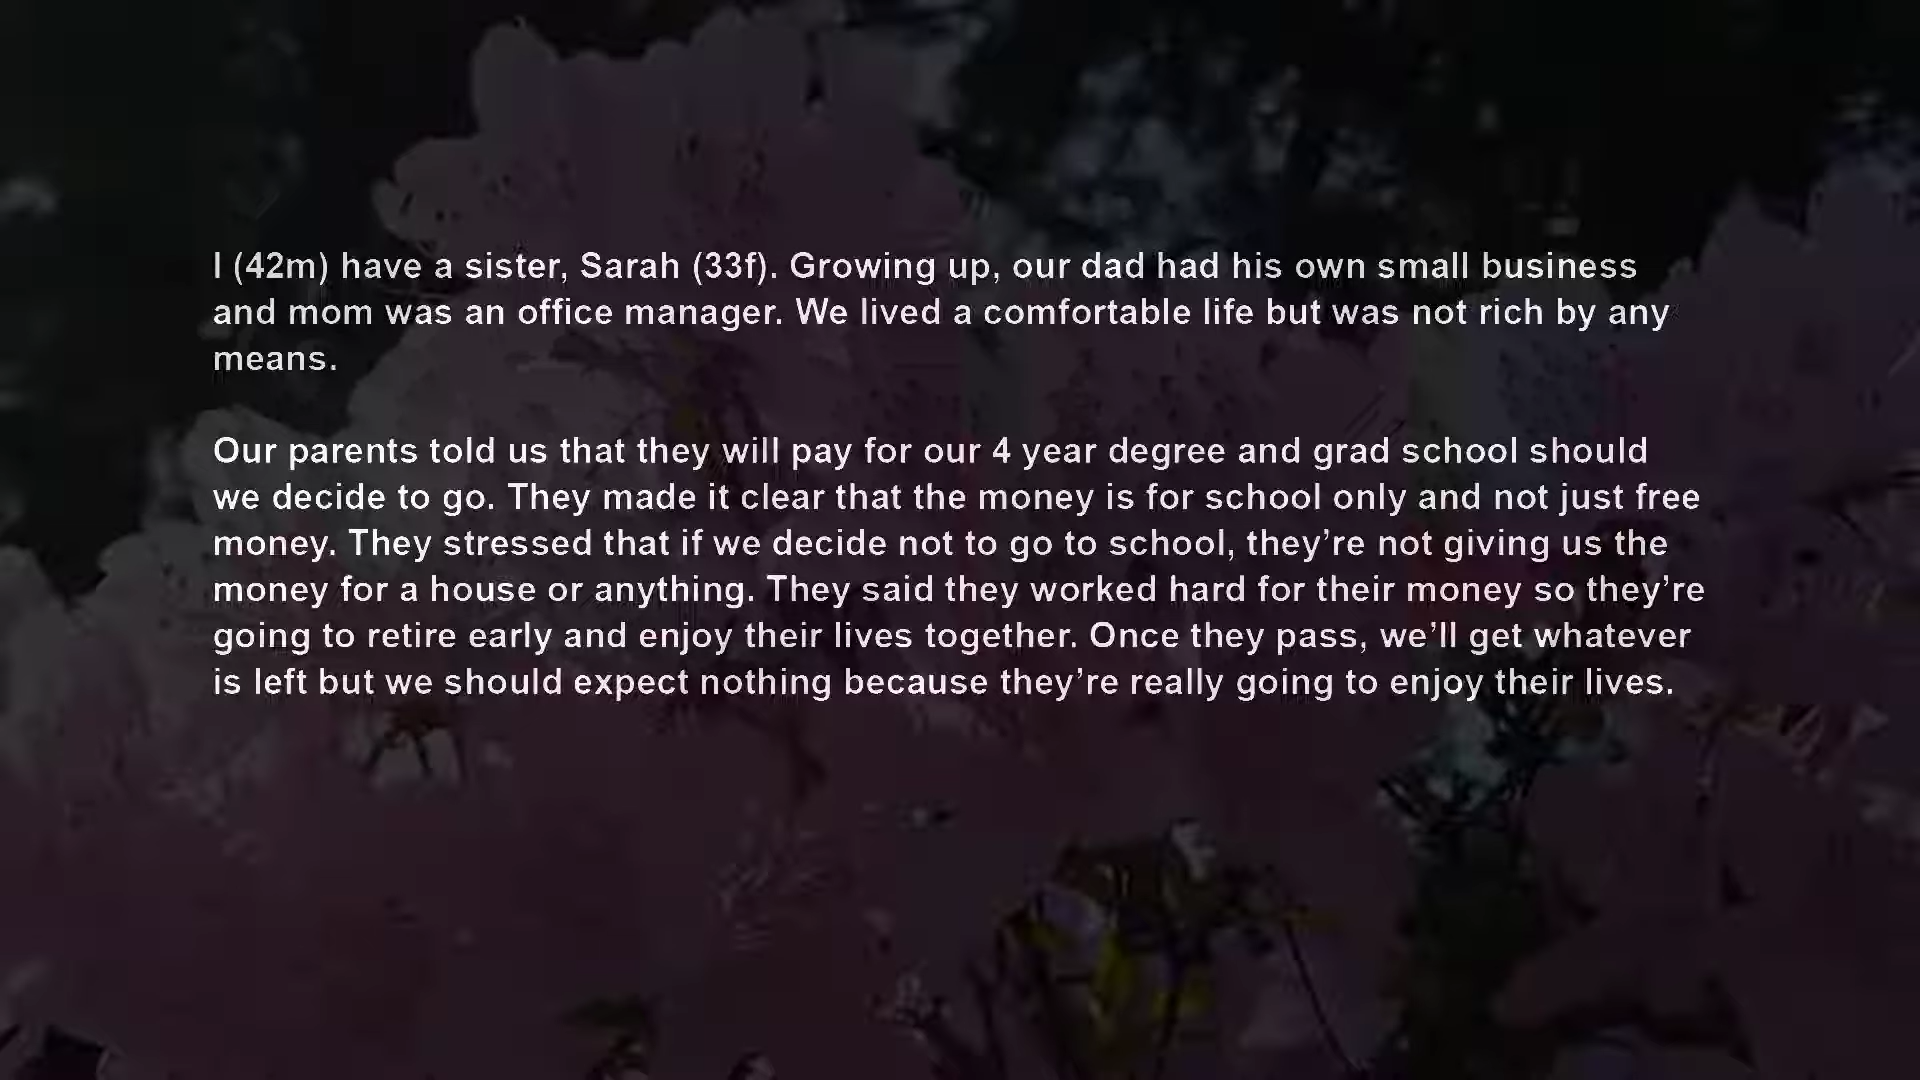 I (42m) have a sister, Sarah (33f). Growing up, our dad had his own small business
and mom was an office manager. We lived a comfortable life but was not rich by any
means.
Our parents told us that they will pay for our 4 year degree and grad school should
we decide to go. They made it clear that the money is for school only and not just free
money. They stressed that if we decide not to go to school, they’re not giving us the
money for a house or anything. They said they worked hard for their money so they’re
going to retire early and enjoy their lives together. Once they pass, we’ll get whatever
is left but we should expect nothing because they’re really going to enjoy their lives.